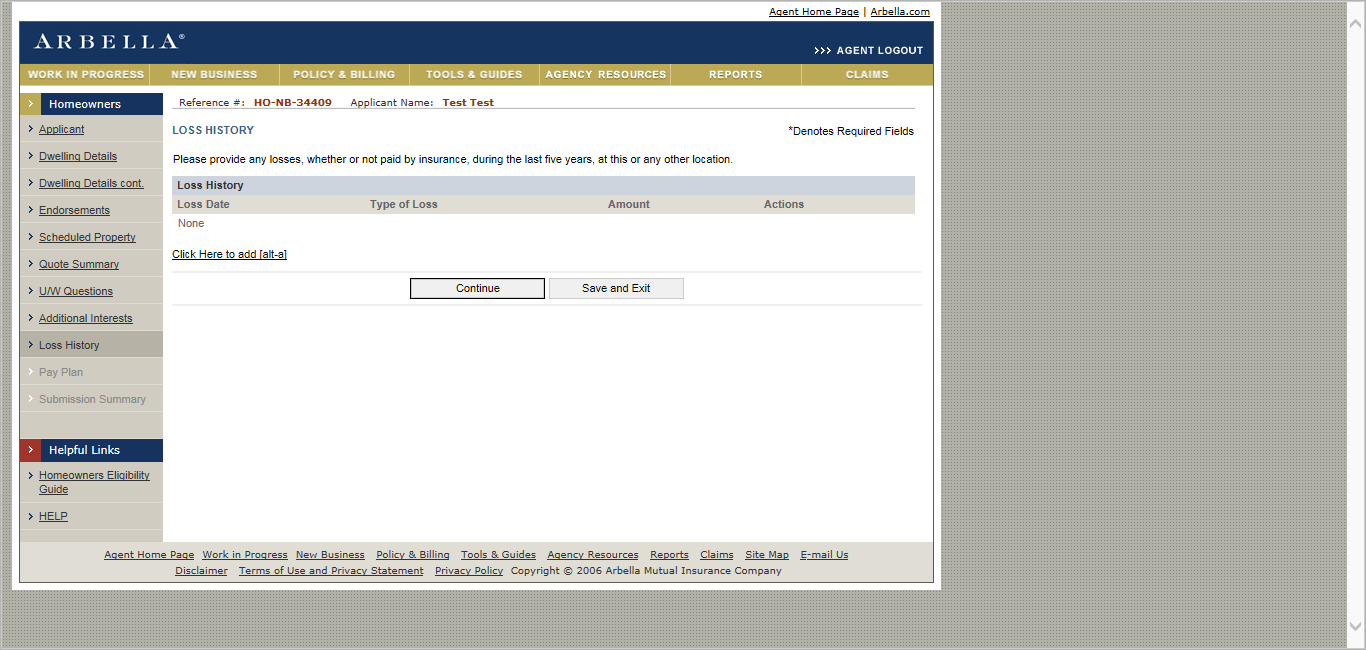 Agent Home Page | Arbella.com
ARBELLA®
>>> AGENT LOGOUT
WORK IN PROGRESS NEW BUSINESS POLICY & BILLING TOOLS & GUIDES AGENCY RESOURCES REPORTS CLAIMS
Homeowners
Applicant
Dwelling Details
Dwelling Details cont.
Endorsements
Scheduled Property
Quote Summary
U/W Questions
Additional Interests
Loss History
Pay Plan
Submission Summary
Helpful Links
Homeowners Eligibility
Guide
HELP
Reference #: HO-NB-34409 Applicant Name: Test Test
LOSS HISTORY
*Denotes Required Fields
Please provide any losses, whether or not paid by insurance, during the last five years, at this or any other location.
Loss History
Loss Date Type of Loss Amount Actions
None
Click Here to add [alt-a]
Continue Save and Exit
Agent Home Page Work in Progress New Business Policy & Billing Tools & Guides Agency Resources Reports Claims Site Map E-mail Us
Disclaimer Terms of Use and Privacy Statement Privacy Policy Copyright © 2006 Arbella Mutual Insurance Company